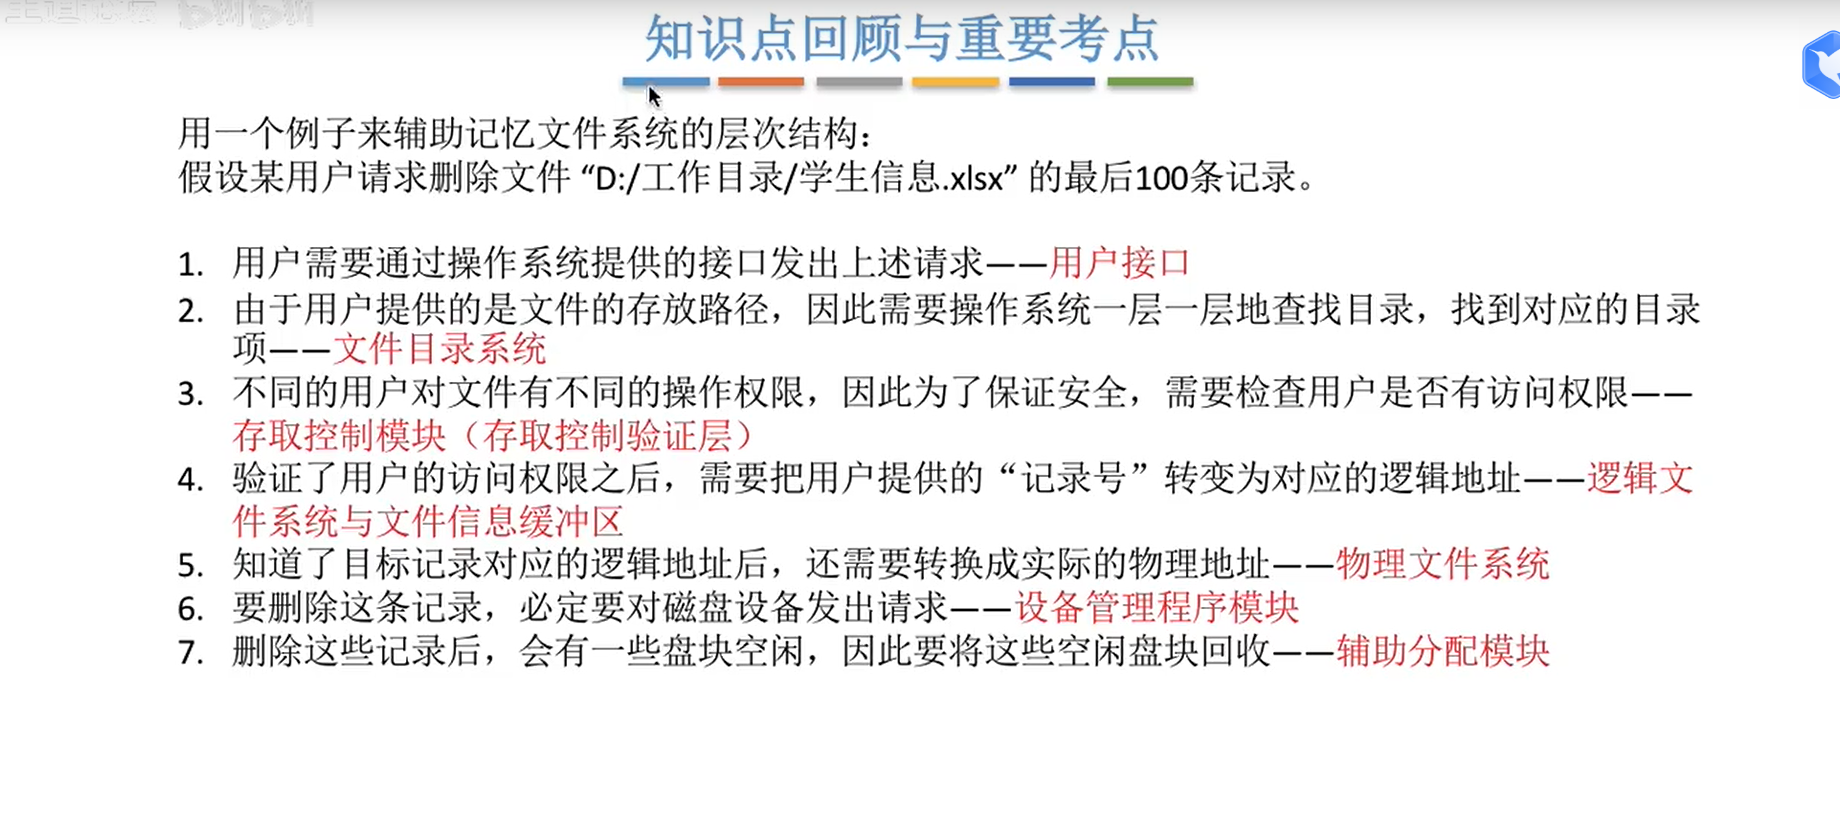 知识点回顾与重要考点
用一个例子来辅助记忆文件系统的层次结构：
假设某用户请求删除文件 “D:/工作目录/学生信息.xlsx” 的最后100条记录。
1. 用户需要通过操作系统提供的接口发出上述请求——用户接口
2. 由于用户提供的是文件的存放路径，因此需要操作系统一层一层地查找目录，找到对应的目录
项——文件目录系统
3. 不同的用户对文件有不同的操作权限，因此为了保证安全，需要检查用户是否有访问权限——
存取控制模块（存取控制验证层）
4. 验证了用户的访问权限之后，需要把用户提供的“记录号”转变为对应的逻辑地址——逻辑文
件系统与文件信息缓冲区
5. 知道了目标记录对应的逻辑地址后，还需要转换成实际的物理地址——物理文件系统
6. 要删除这条记录，必定要对磁盘设备发出请求——设备管理程序模块
7. 删除这些记录后，会有一些盘块空闲，因此要将这些空闲盘块回收——辅助分配模块